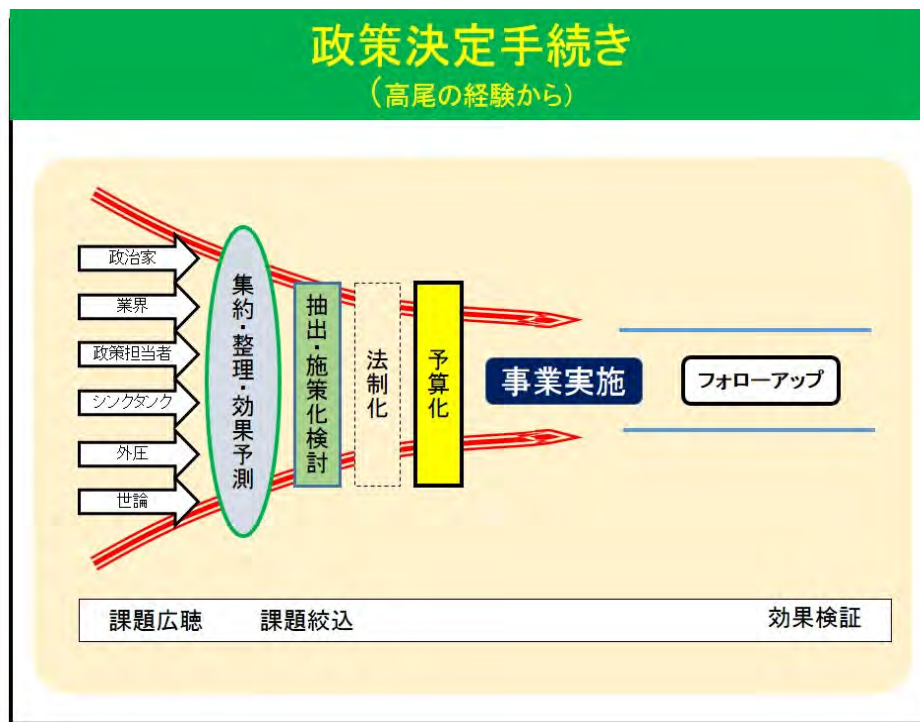 政策決定手続き
(高尾の経験から)
政治家
業界
政策担当者
シンクタンク
外圧
世論
集約・整理・効果予測
抽出・施策化検討
法制化
予算化
事業実施
フォローアップ
課題広聴 課題絞込 効果検証